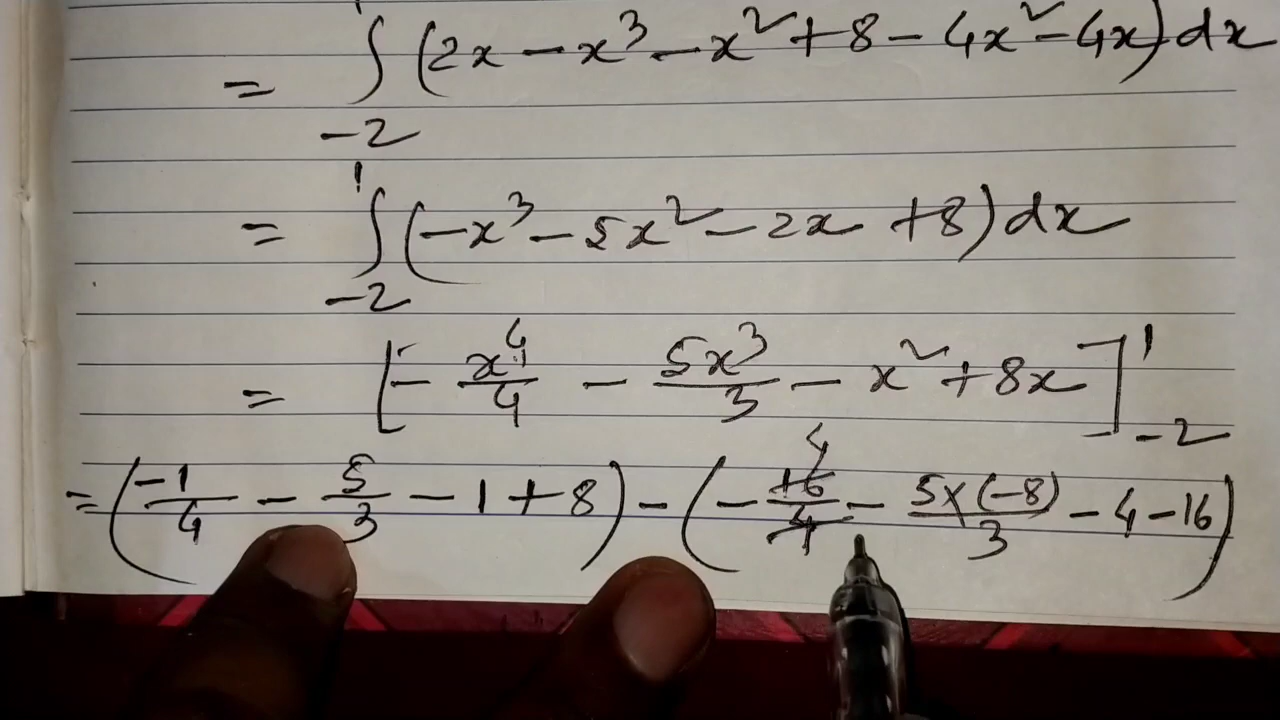 = ∫_{-2}^{1} (2x - x³ - x² + 8 - 4x² - 4x) dx
= ∫_{-2}^{1} (-x³ - 5x² - 2x + 8) dx
= [- x⁴/4 - 5x³/3 - x² + 8x]_{-2}^{1}
= (-1/4 - 5/3 - 1 + 8) - (- 16/4 4 - 5×(-8)/3 - 4 - 16)